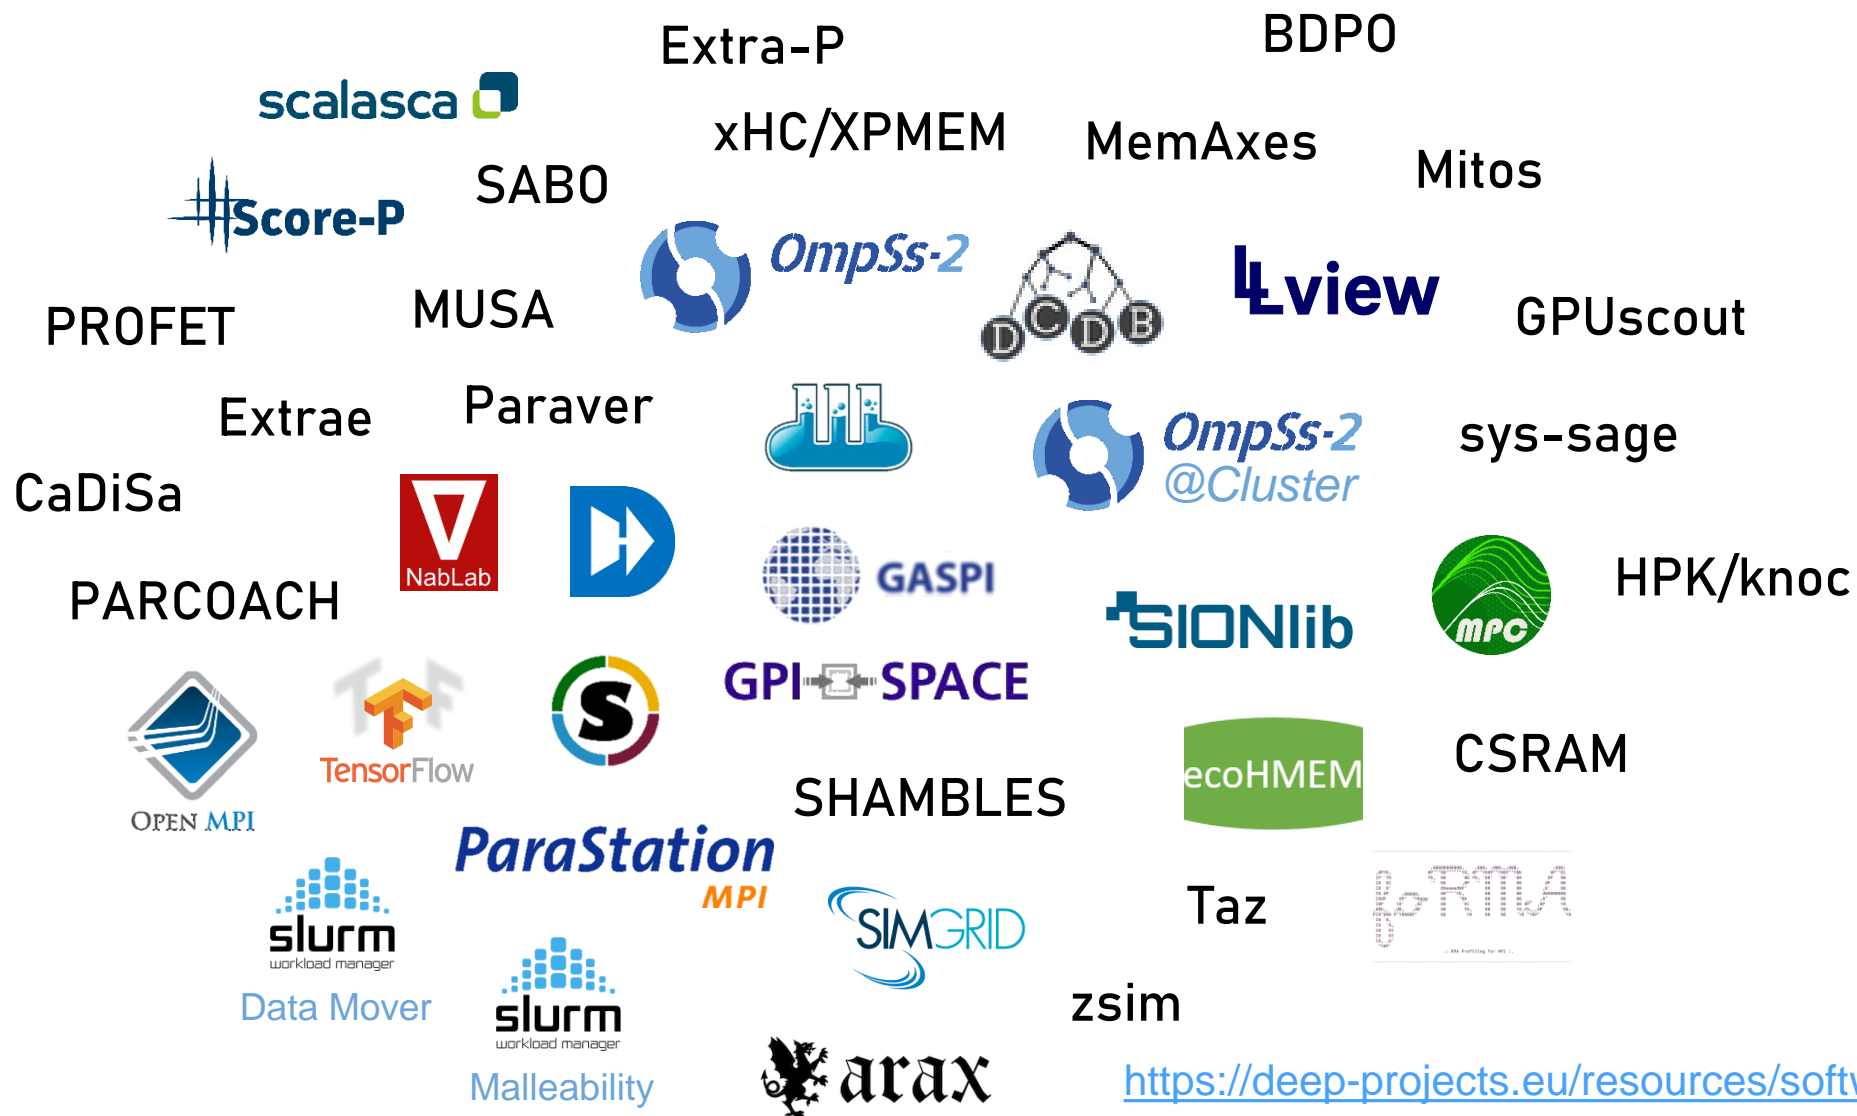 Extra-P
BDPO
scalasca
xHC/XPMEM
MemAxes
Mitos
SABO
Score-P
OmpSs-2
DCDB
LLview
GPUscout
PROFET
MUSA
Extrae
Paraver
OmpSs-2
@Cluster
sys-sage
CaDiSa
NabLab
GASPI
SIONlib
MPC
HPK/knoc
PARCOACH
GPI SPACE
S
TensorFlow
OPEN MPI
SHAMBLES
ecoHMEM
CSRAM
ParaStation
MPI
slurm
workload manager
Data Mover
SIMGRID
Taz
slurm
workload manager
Malleability
zsim
arax
https://deep-projects.eu/resources/softw